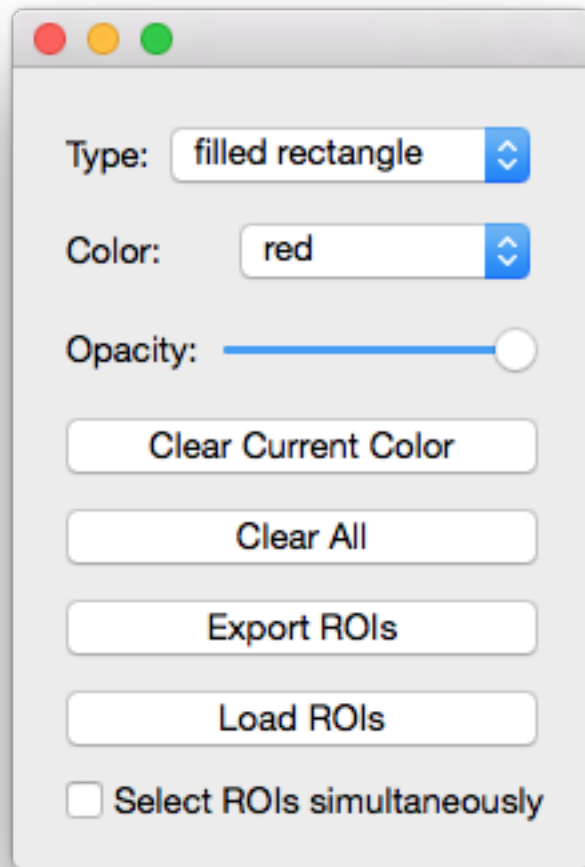 Type: filled rectangle
Color: red
Opacity:
Clear Current Color
Clear All
Export ROIs
Load ROIs
Select ROIs simultaneously